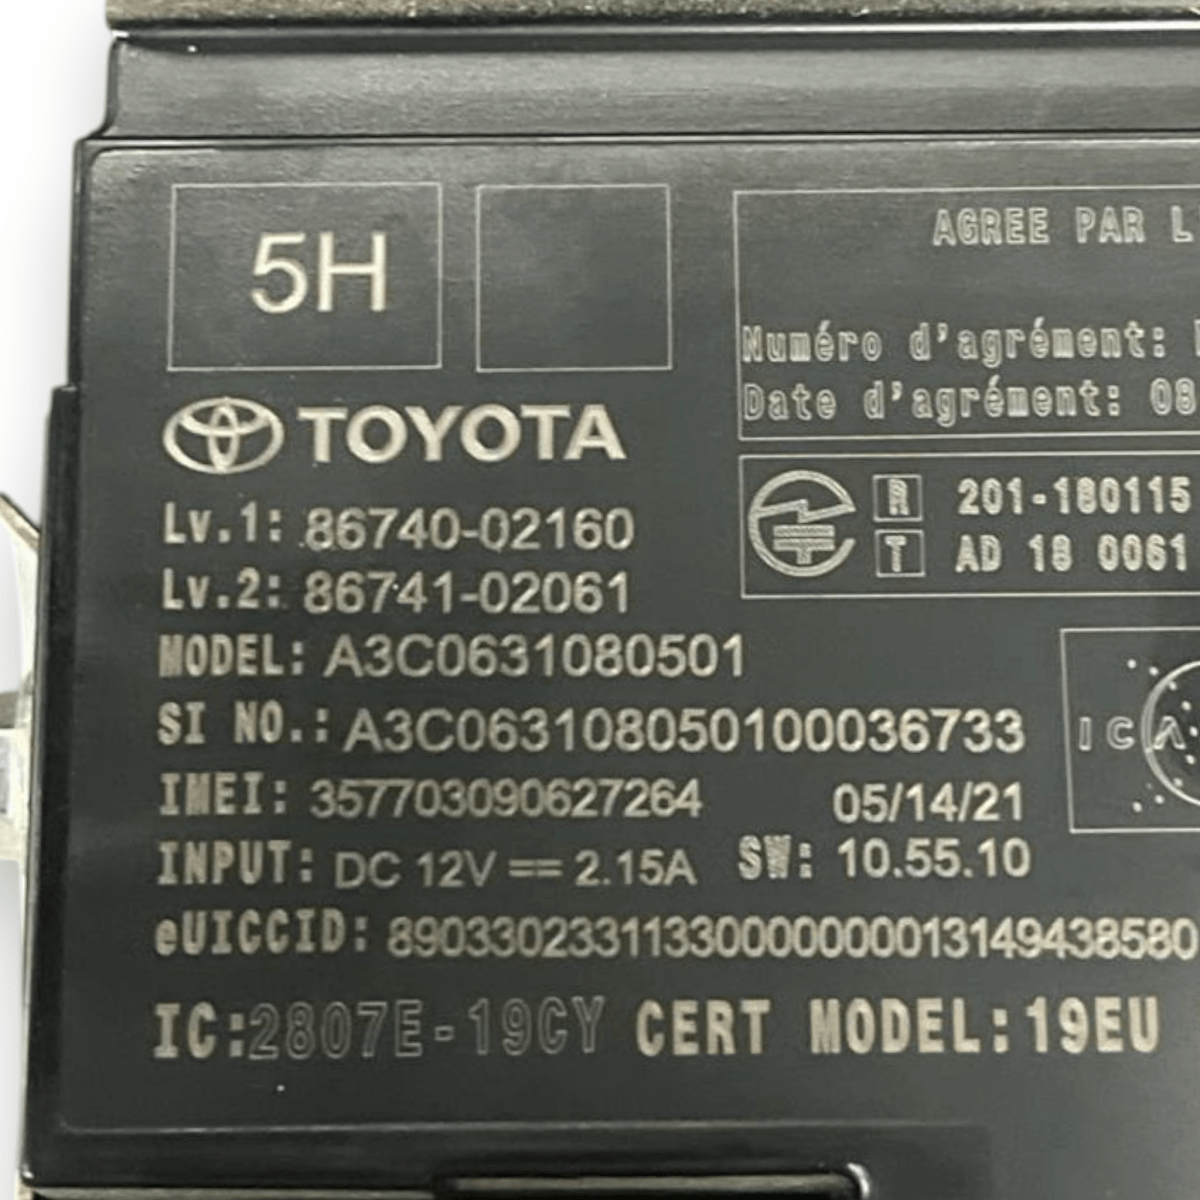 5H
AGREE PAR L
Numéro d'agrément:
Date d'agrément: 08
TOYOTA
R 201-180115
T AD 18 0061
Lv.1: 86740-02160
Lv.2: 86741-02061
MODEL: A3C0631080501
SI NO.: A3C063108050100036733
ICA
IMEI: 357703090627264 05/14/21
INPUT: DC 12V ⎓ 2.15A SW: 10.55.10
eUICCID: 89033023311330000000013149438580
IC:2807E-19CY CERT MODEL:19EU